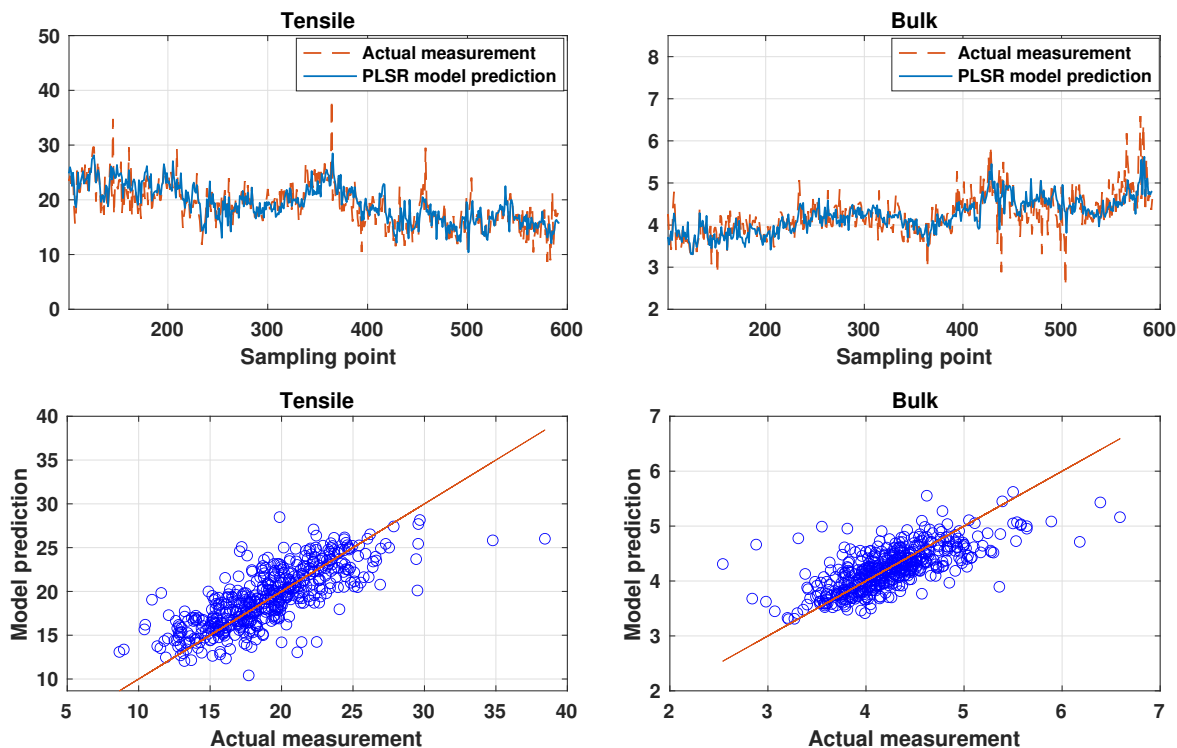 Tensile
50
40
30
20
10
0
Actual measurement
PLSR model prediction
200 300 400 500 600
Sampling point
Bulk
8
7
6
5
4
3
2
Actual measurement
PLSR model prediction
200 300 400 500 600
Sampling point
Tensile
Model prediction
40
35
30
25
20
15
10
5 10 15 20 25 30 35 40
Actual measurement
Bulk
Model prediction
7
6
5
4
3
2
2 3 4 5 6 7
Actual measurement